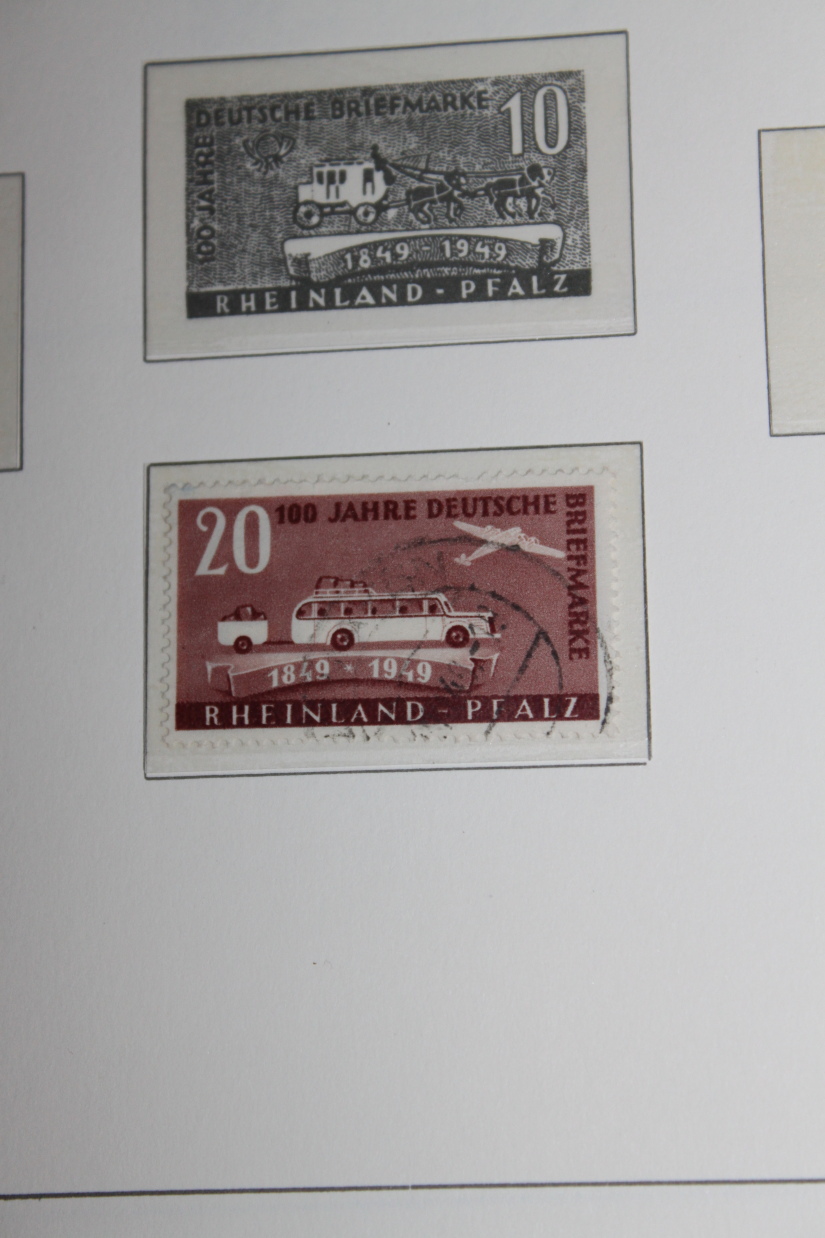 DEUTSCHE BRIEFMARKE 10
100 JAHRE
1849 - 1949
RHEINLAND - PFALZ
20 100 JAHRE DEUTSCHE
BRIEFMARKE
1849 * 1949
RHEINLAND - PFALZ